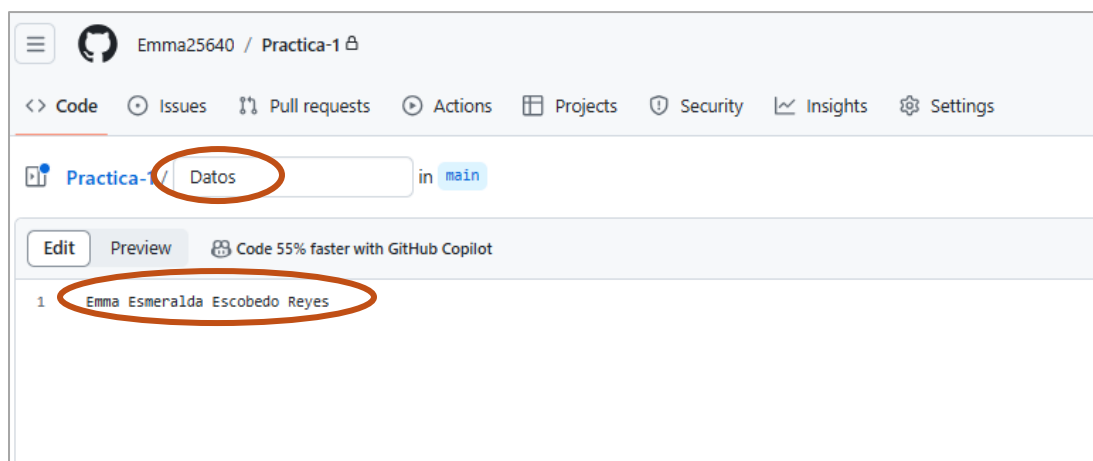 Emma25640 / Practica-1
Code Issues Pull requests Actions Projects Security Insights Settings
Practica-1 / Datos in main
Edit Preview Code 55% faster with GitHub Copilot
1 Emma Esmeralda Escobedo Reyes